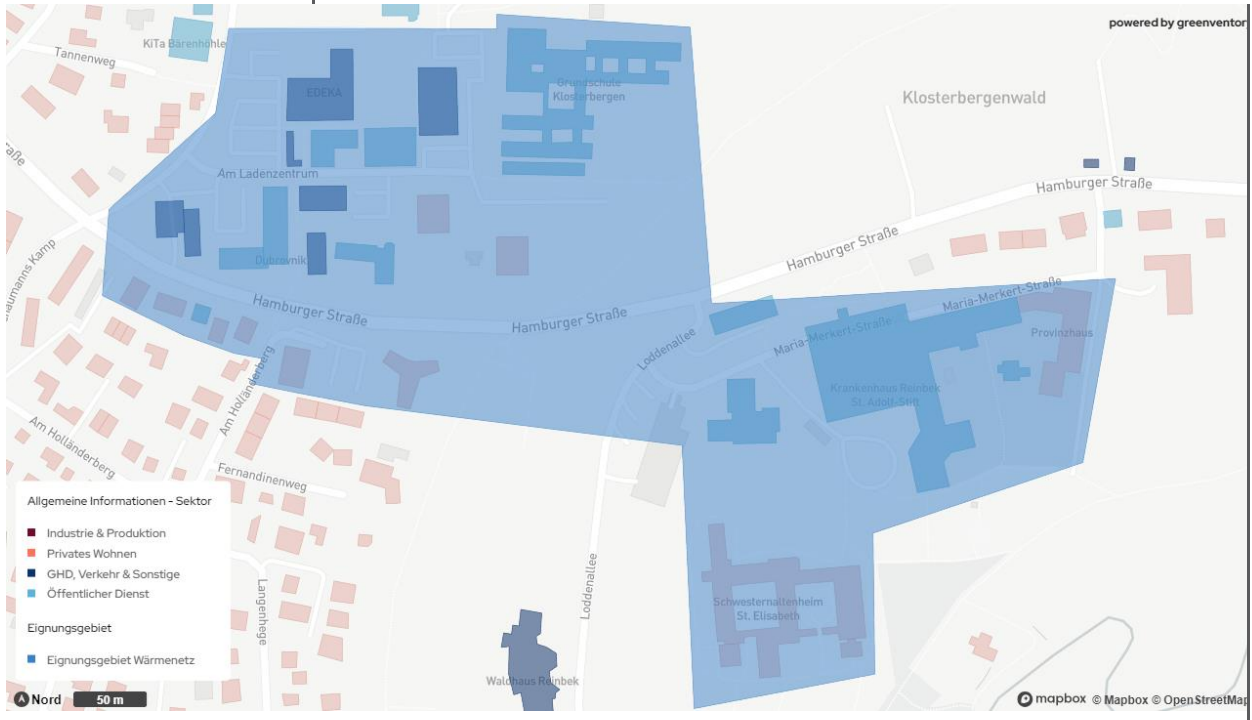 powered by greenventory
KiTa Bärenhöhle
Tannenweg
EDEKA
Grundschule
Klosterbergen
Klosterbergenwald
raße
Am Ladenzentrum
Hamburger Straße
Hamburger Straße
Dubrovnik
Hamburger Straße
Hamburger Straße
Maria-Merkert-Straße
Maria-Merkert-Straße
Loddenallee
Provinzhaus
Krankenhaus Reinbek
St. Adolf-Stift
Am Holländerberg
Am Holländerberg
Fernandinenweg
Allgemeine Informationen - Sektor
Industrie & Produktion
Privates Wohnen
GHD, Verkehr & Sonstige
Öffentlicher Dienst
Eignungsgebiet
Eignungsgebiet Wärmenetz
Langenhege
Loddenallee
Schwesternaltenheim
St. Elisabeth
Waldhaus Reinbek
Nord 50 m
mapbox © Mapbox © OpenStreetMap